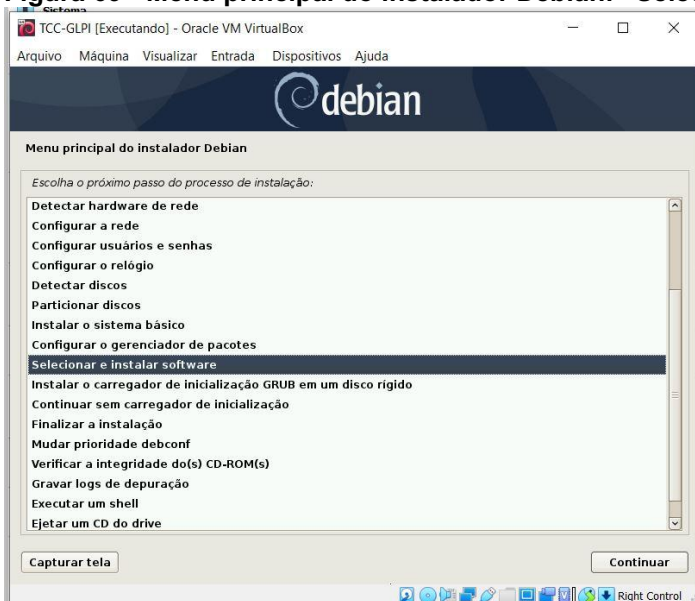 Sistema
TCC-GLPI [Executando] - Oracle VM VirtualBox
Arquivo Máquina Visualizar Entrada Dispositivos Ajuda
debian
Menu principal do instalador Debian
Escolha o próximo passo do processo de instalação:
Detectar hardware de rede
Configurar a rede
Configurar usuários e senhas
Configurar o relógio
Detectar discos
Particionar discos
Instalar o sistema básico
Configurar o gerenciador de pacotes
Selecionar e instalar software
Instalar o carregador de inicialização GRUB em um disco rígido
Continuar sem carregador de inicialização
Finalizar a instalação
Mudar prioridade debconf
Verificar a integridade do(s) CD-ROM(s)
Gravar logs de depuração
Executar um shell
Ejetar um CD do drive
Capturar tela
Continuar
Right Control